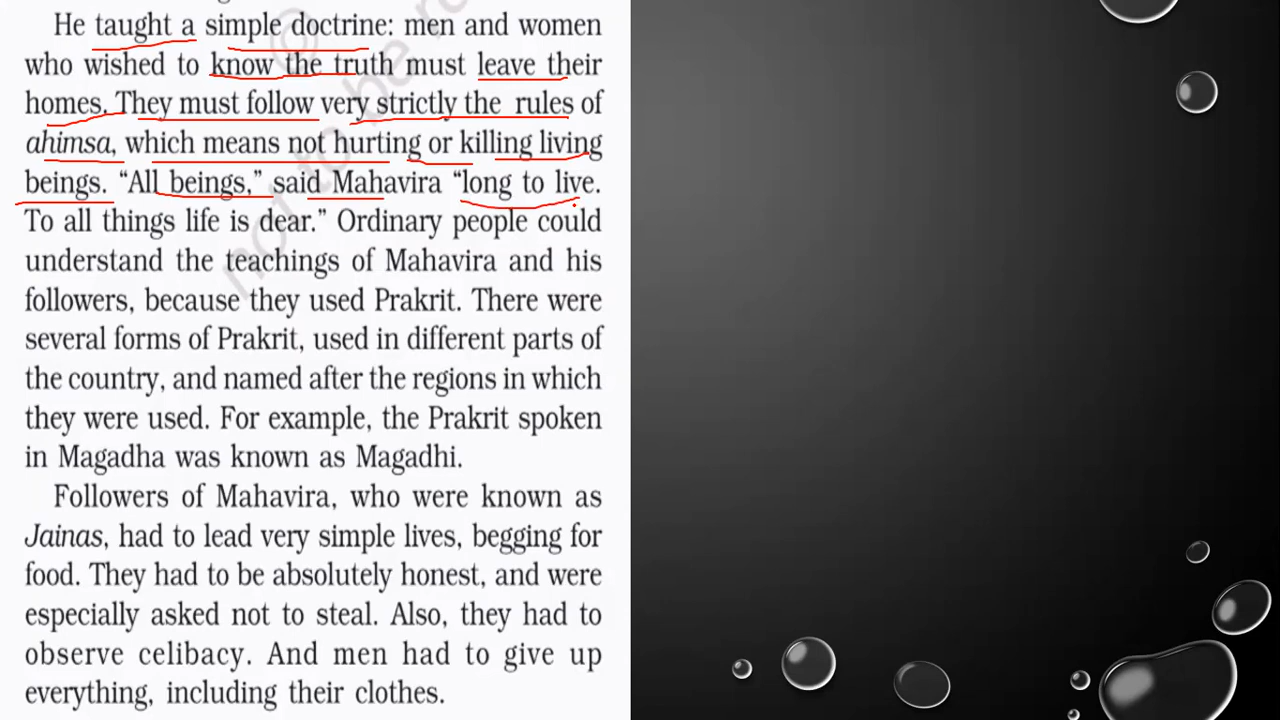 He taught a simple doctrine: men and women
who wished to know the truth must leave their
homes. They must follow very strictly the rules of
ahimsa, which means not hurting or killing living
beings. “All beings,” said Mahavira “long to live.
To all things life is dear.” Ordinary people could
understand the teachings of Mahavira and his
followers, because they used Prakrit. There were
several forms of Prakrit, used in different parts of
the country, and named after the regions in which
they were used. For example, the Prakrit spoken
in Magadha was known as Magadhi.
Followers of Mahavira, who were known as
Jainas, had to lead very simple lives, begging for
food. They had to be absolutely honest, and were
especially asked not to steal. Also, they had to
observe celibacy. And men had to give up
everything, including their clothes.